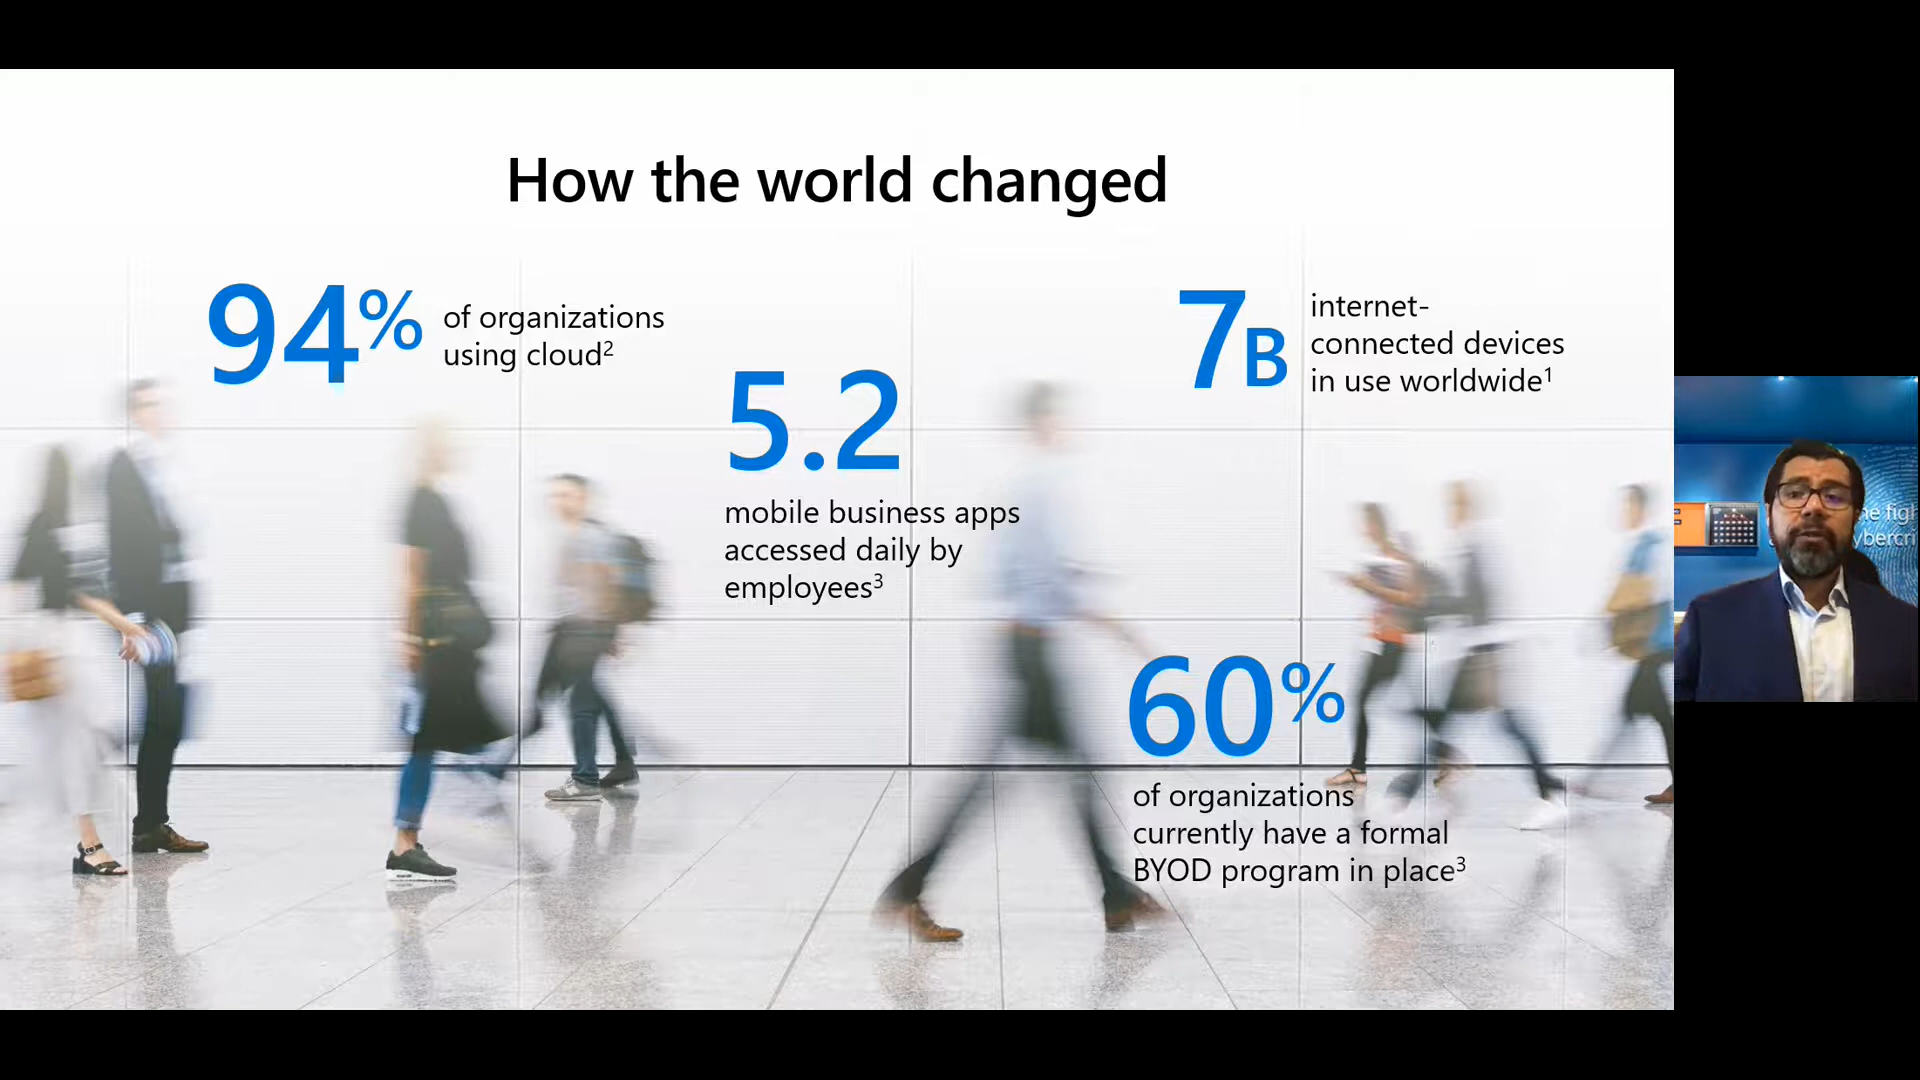 How the world changed
94%
of organizations
using cloud²
5.2
mobile business apps
accessed daily by
employees³
7B
internet-
connected devices
in use worldwide¹
60%
of organizations
currently have a formal
BYOD program in place³